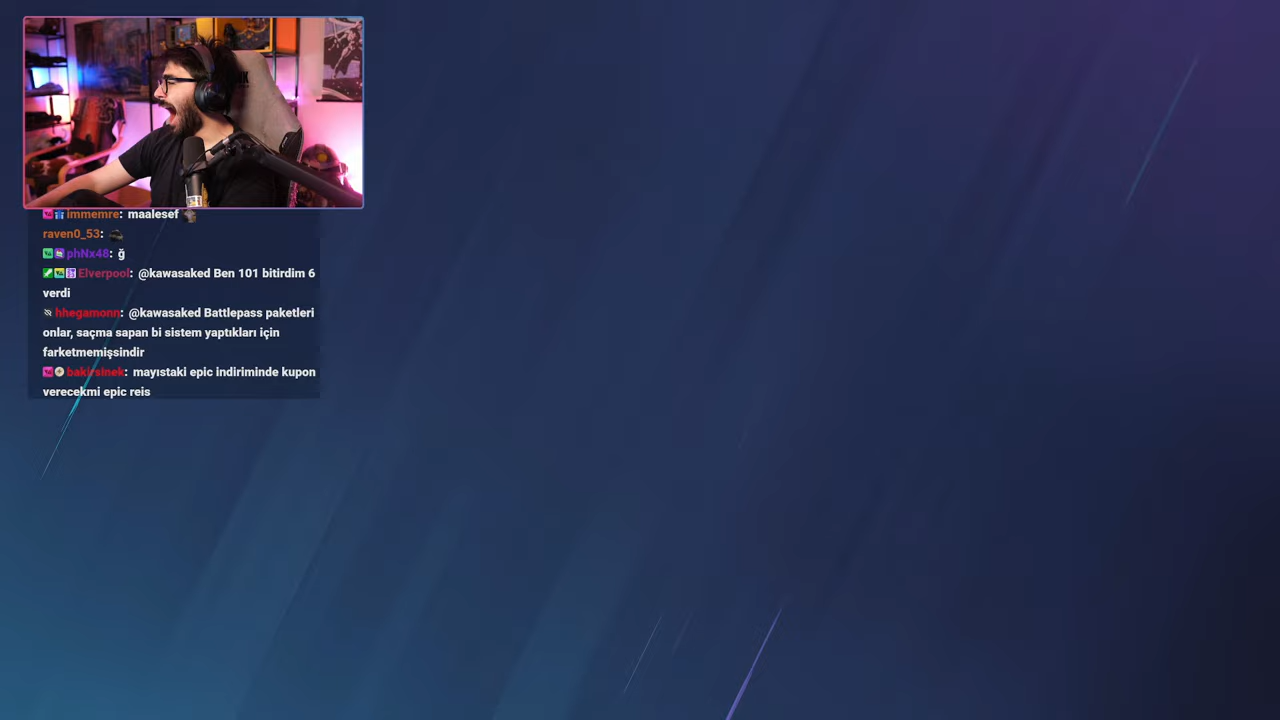 Immemre: maalesef
raven0_53:
phNx48: ğ
Elverpool: @kawasaked Ben 101 bitirdim 6
verdi
hhegamonn: @kawasaked Battlepass paketleri
onlar, saçma sapan bi sistem yaptıkları için
farketmemişsindir
bakirsinek: mayıstaki epic indiriminde kupon
verecekmi epic reis